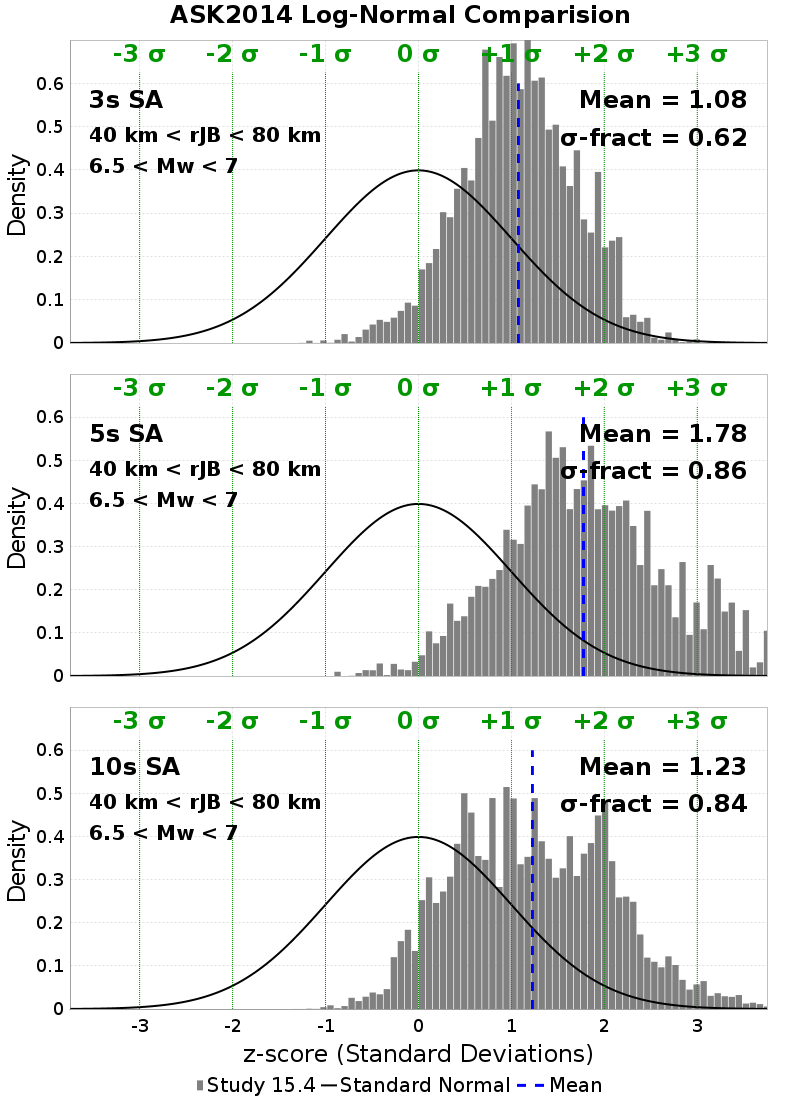 ASK2014 Log-Normal Comparision
-3 σ -2 σ -1 σ 0 σ +1 σ +2 σ +3 σ
0.6
3s SA
Mean = 1.08
0.5
40 km < rJB < 80 km
σ-fract = 0.62
6.5 < Mw < 7
0.4
0.3
0.2
0.1
0
Density
-3 σ -2 σ -1 σ 0 σ +1 σ +2 σ +3 σ
0.6
5s SA
Mean = 1.78
0.5
40 km < rJB < 80 km
σ-fract = 0.86
6.5 < Mw < 7
0.4
0.3
0.2
0.1
0
Density
-3 σ -2 σ -1 σ 0 σ +1 σ +2 σ +3 σ
0.6
10s SA
Mean = 1.23
0.5
40 km < rJB < 80 km
σ-fract = 0.84
6.5 < Mw < 7
0.4
0.3
0.2
0.1
0
Density
-3 -2 -1 0 1 2 3
z-score (Standard Deviations)
Study 15.4 Standard Normal Mean